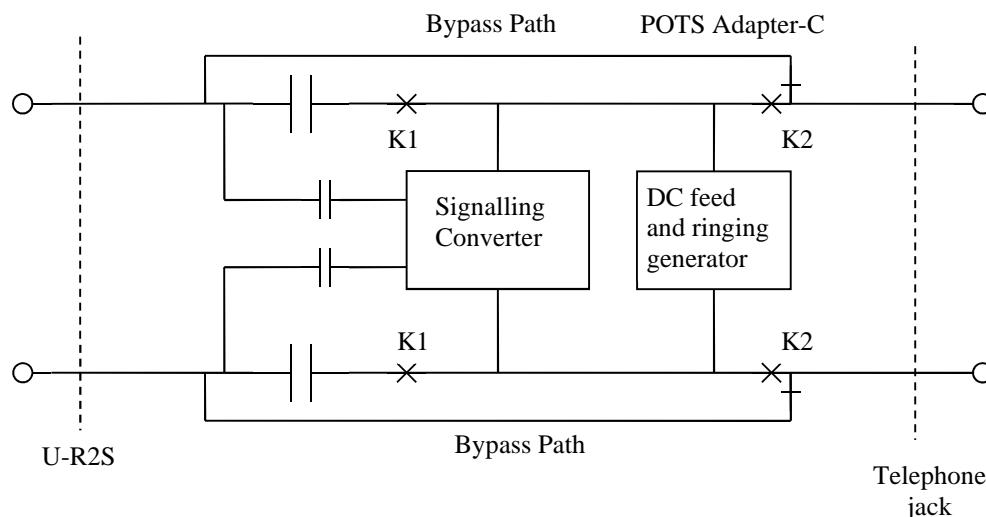 Bypass Path
POTS Adapter-C
K1
K2
Signalling
Converter
DC feed
and ringing
generator
K1
K2
Bypass Path
U-R2S
Telephone
jack